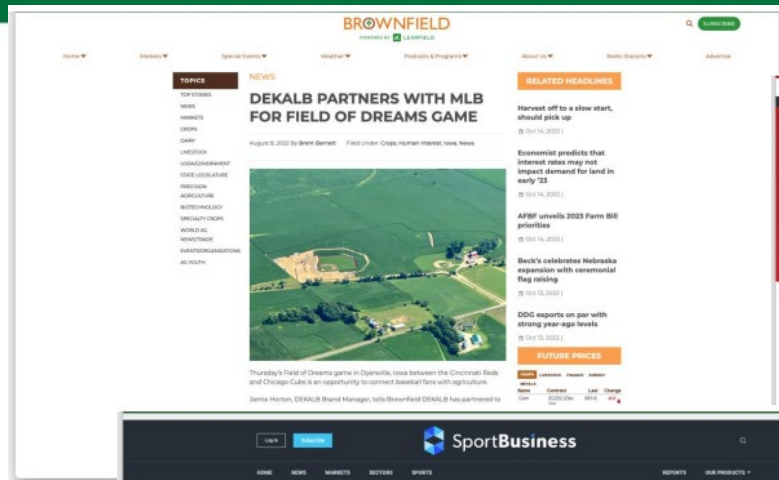 BROWNFIELD
POWERED BY LEARFIELD
SUBSCRIBE
Home Markets Special Events Weather Podcasts & Programs About Us Radio Stations Advertise
TOPICS
TOP STORIES
NEWS
MARKETS
CROPS
DAIRY
LIVESTOCK
USDA/GOVERNMENT
STATE LEGISLATURE
PRECISION
AGRICULTURE
BIOTECHNOLOGY
SPECIALTY CROPS
WORLD AG
NEWS/TRADE
EVENTS/ORGANIZATIONS
AG YOUTH
NEWS
DEKALB PARTNERS WITH MLB
FOR FIELD OF DREAMS GAME
August 8, 2022 By Brent Barnett Filed Under: Crops, Human Interest, Iowa, News
Thursday's Field of Dreams game in Dyersville, Iowa between the Cincinnati Reds
and Chicago Cubs is an opportunity to connect baseball fans with agriculture.
Jamie Horton, DEKALB Brand Manager, tells Brownfield DEKALB has partnered to
RELATED HEADLINES
Harvest off to a slow start,
should pick up
Oct 14, 2022 |
Economist predicts that
interest rates may not
impact demand for land in
early '23
Oct 14, 2022 |
AFBF unveils 2023 Farm Bill
priorities
Oct 14, 2022 |
Beck's celebrates Nebraska
expansion with ceremonial
flag raising
Oct 13, 2022 |
DDG exports on par with
strong year-ago levels
Oct 13, 2022 |
FUTURE PRICES
CROPS LIVESTOCK FINANCE ENERGY
METALS
Name Contract Last Change
Corn
Log In Subscribe SportBusiness
HOME NEWS MARKETS SECTORS SPORTS REPORTS OUR PRODUCTS